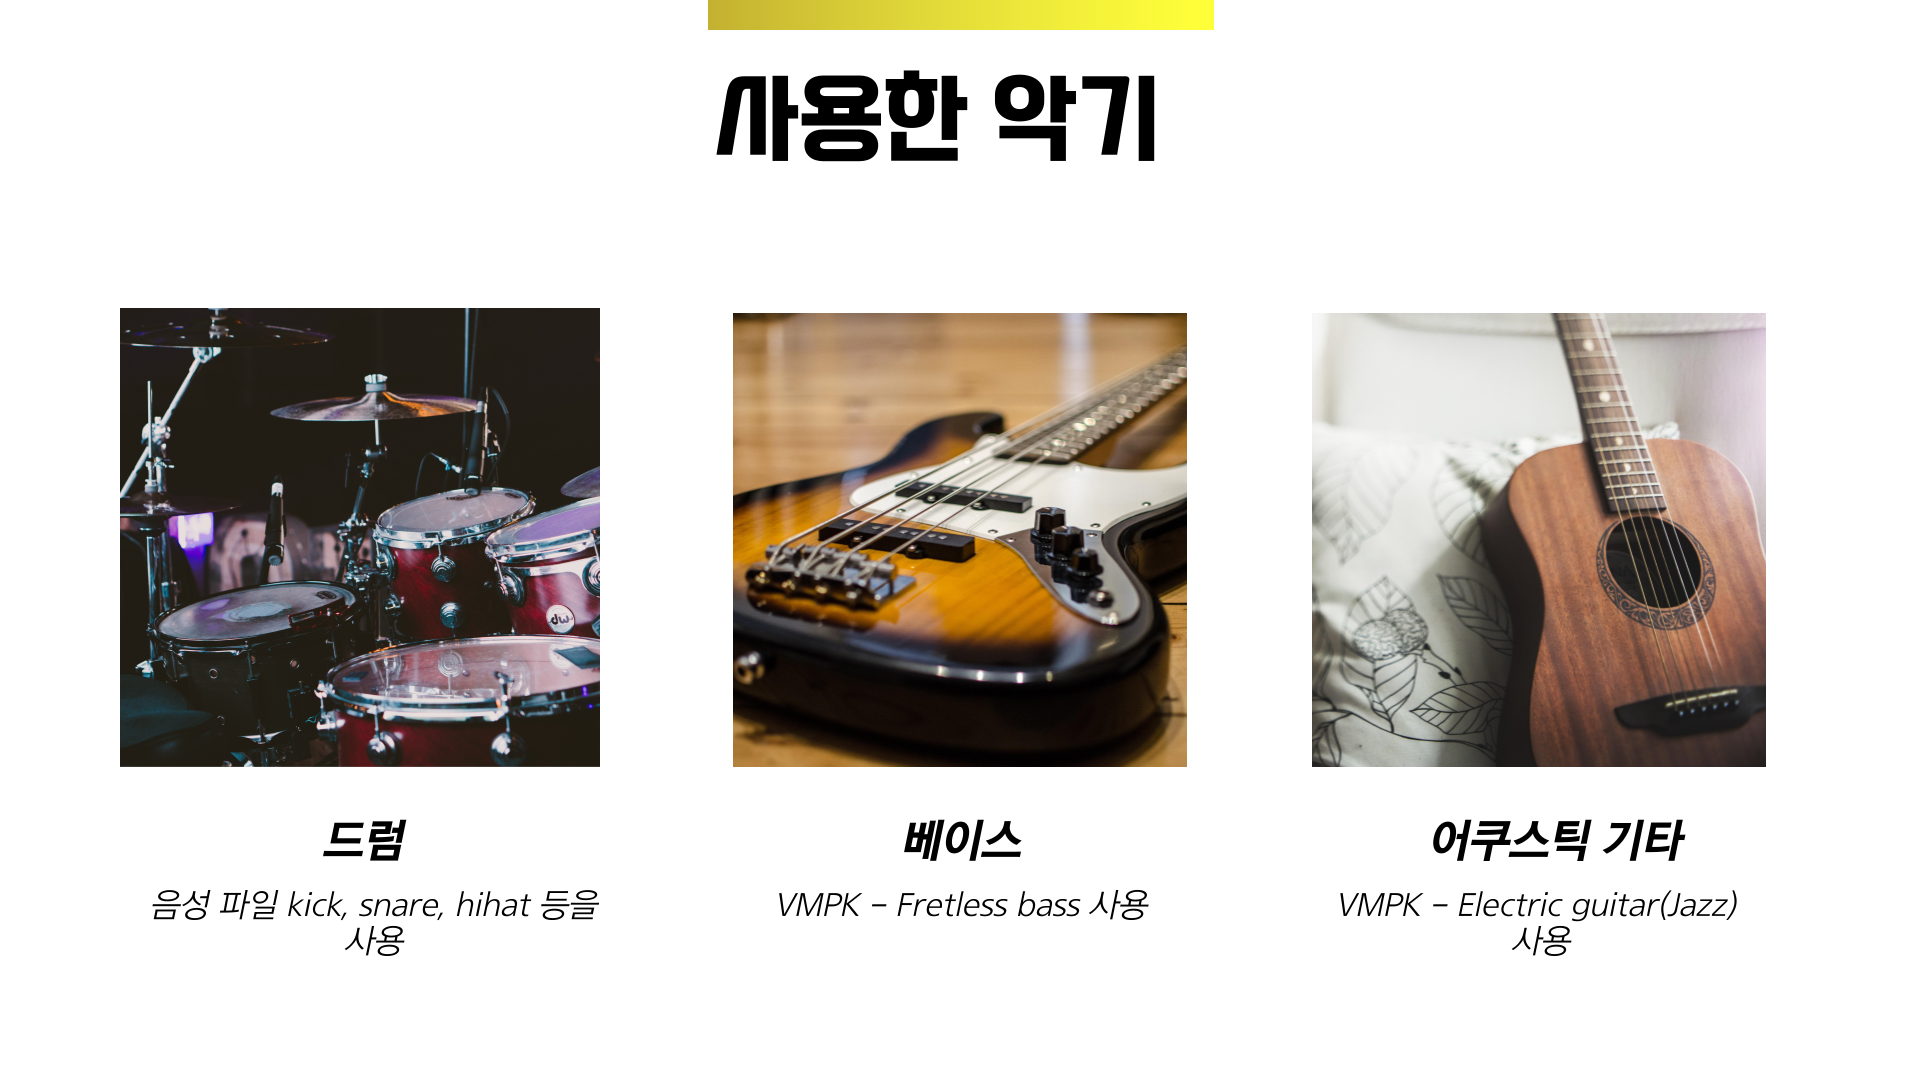 사용한 악기
dw
드럼
음성 파일 kick, snare, hihat 등을
사용
베이스
VMPK – Fretless bass 사용
어쿠스틱 기타
VMPK – Electric guitar(Jazz)
사용